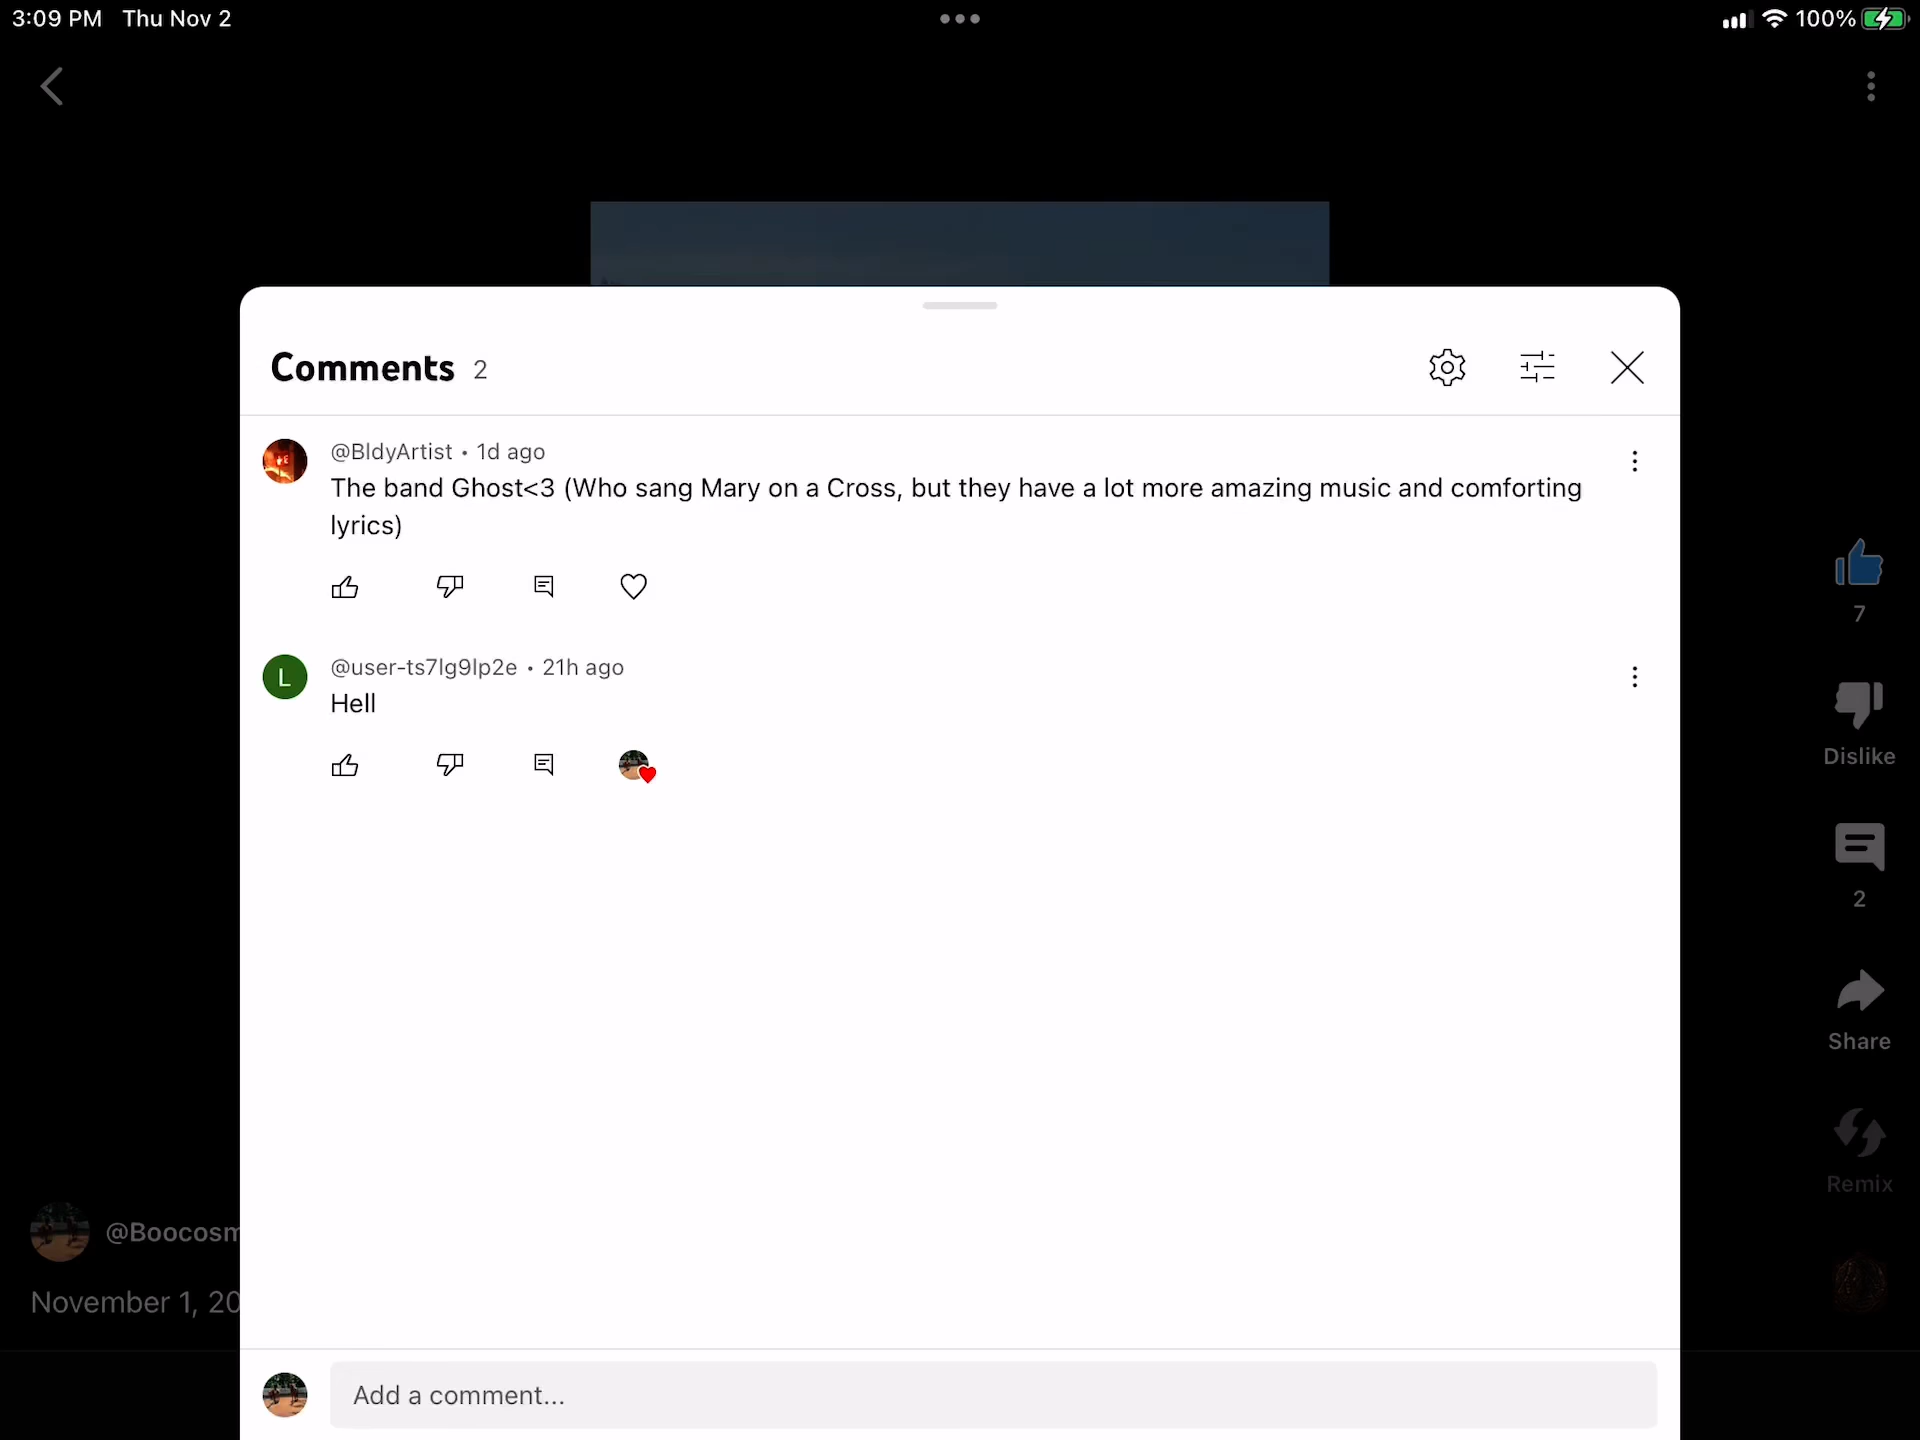 3:09 PM Thu Nov 2
100%
Comments 2
@BldyArtist • 1d ago
The band Ghost<3 (Who sang Mary on a Cross, but they have a lot more amazing music and comforting
lyrics)
7
L
@user-ts7lg9lp2e • 21h ago
Hell
Dislike
2
Share
Remix
@Boocosm
November 1, 20
Add a comment...